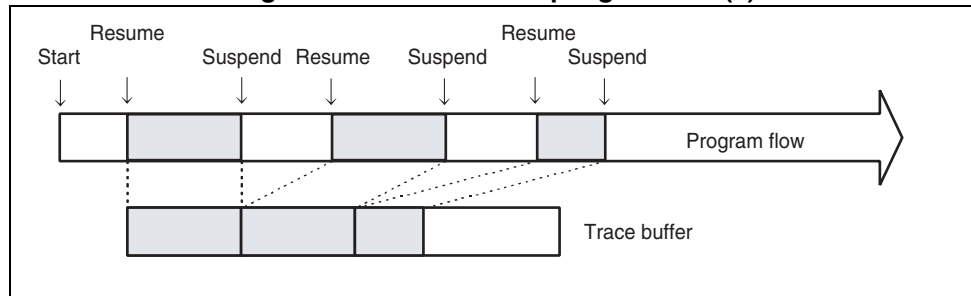 Resume Resume
Start Suspend Resume Suspend Suspend
Program flow
Trace buffer